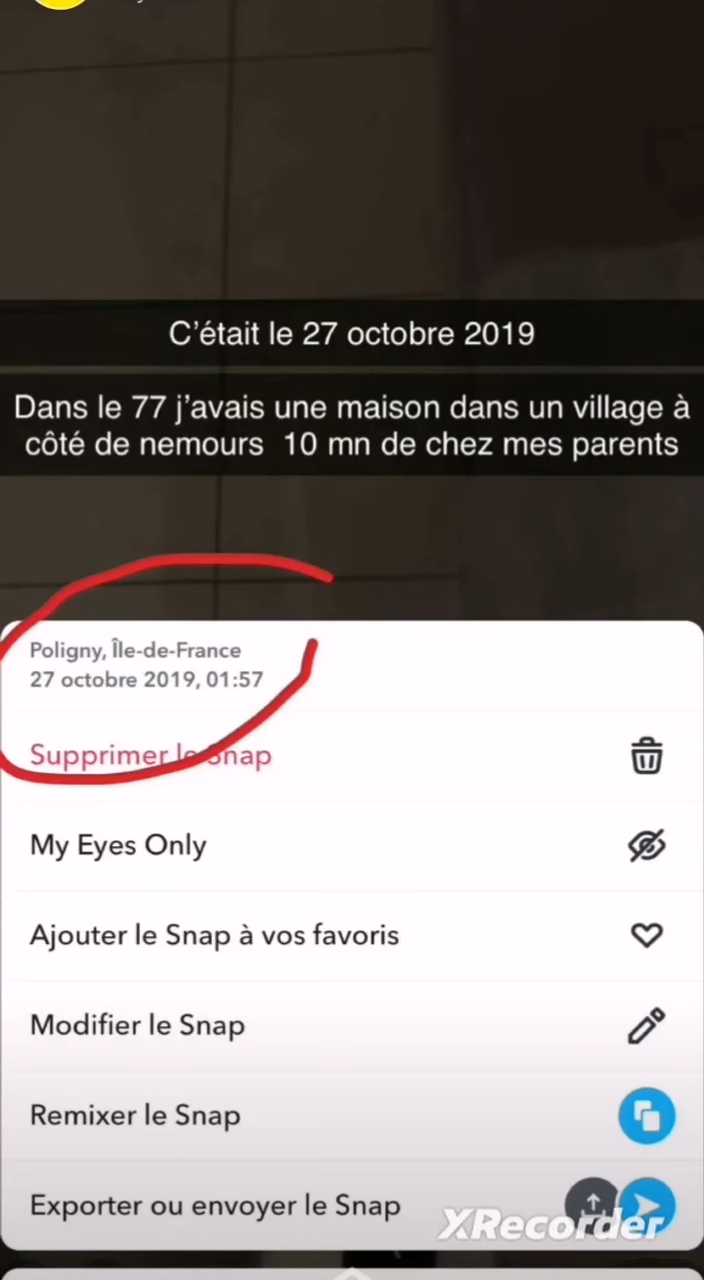 C'était le 27 octobre 2019
Dans le 77 j'avais une maison dans un village à
côté de nemours  10 mn de chez mes parents
Poligny, Île-de-France
27 octobre 2019, 01:57
Supprimer le Snap
My Eyes Only
Ajouter le Snap à vos favoris
Modifier le Snap
Remixer le Snap
Exporter ou envoyer le Snap
XRecorder